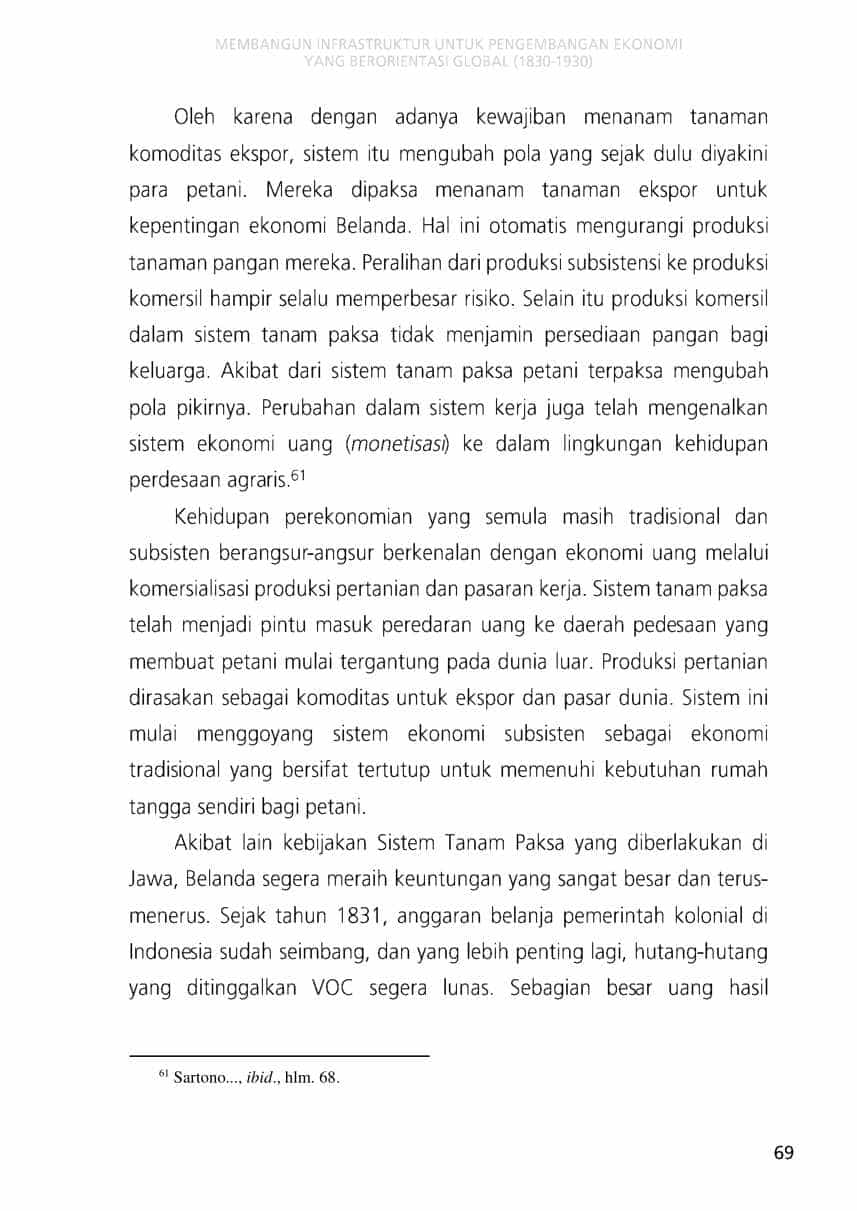 MEMBANGUN INFRASTRUKTUR UNTUK PENGEMBANGAN EKONOMI
YANG BERORIENTASI GLOBAL (1830-1930)
Oleh karena dengan adanya kewajiban menanam tanaman
komoditas ekspor, sistem itu mengubah pola yang sejak dulu diyakini
para petani. Mereka dipaksa menanam tanaman ekspor untuk
kepentingan ekonomi Belanda. Hal ini otomatis mengurangi produksi
tanaman pangan mereka. Peralihan dari produksi subsistensi ke produksi
komersil hampir selalu memperbesar risiko. Selain itu produksi komersil
dalam sistem tanam paksa tidak menjamin persediaan pangan bagi
keluarga. Akibat dari sistem tanam paksa petani terpaksa mengubah
pola pikirnya. Perubahan dalam sistem kerja juga telah mengenalkan
sistem ekonomi uang (monetisasi) ke dalam lingkungan kehidupan
perdesaan agraris.61
Kehidupan perekonomian yang semula masih tradisional dan
subsisten berangsur-angsur berkenalan dengan ekonomi uang melalui
komersialisasi produksi pertanian dan pasaran kerja. Sistem tanam paksa
telah menjadi pintu masuk peredaran uang ke daerah pedesaan yang
membuat petani mulai tergantung pada dunia luar. Produksi pertanian
dirasakan sebagai komoditas untuk ekspor dan pasar dunia. Sistem ini
mulai menggoyang sistem ekonomi subsisten sebagai ekonomi
tradisional yang bersifat tertutup untuk memenuhi kebutuhan rumah
tangga sendiri bagi petani.
Akibat lain kebijakan Sistem Tanam Paksa yang diberlakukan di
Jawa, Belanda segera meraih keuntungan yang sangat besar dan terus-
menerus. Sejak tahun 1831, anggaran belanja pemerintah kolonial di
Indonesia sudah seimbang, dan yang lebih penting lagi, hutang-hutang
yang ditinggalkan VOC segera lunas. Sebagian besar uang hasil
61 Sartono..., ibid., hlm. 68.
69